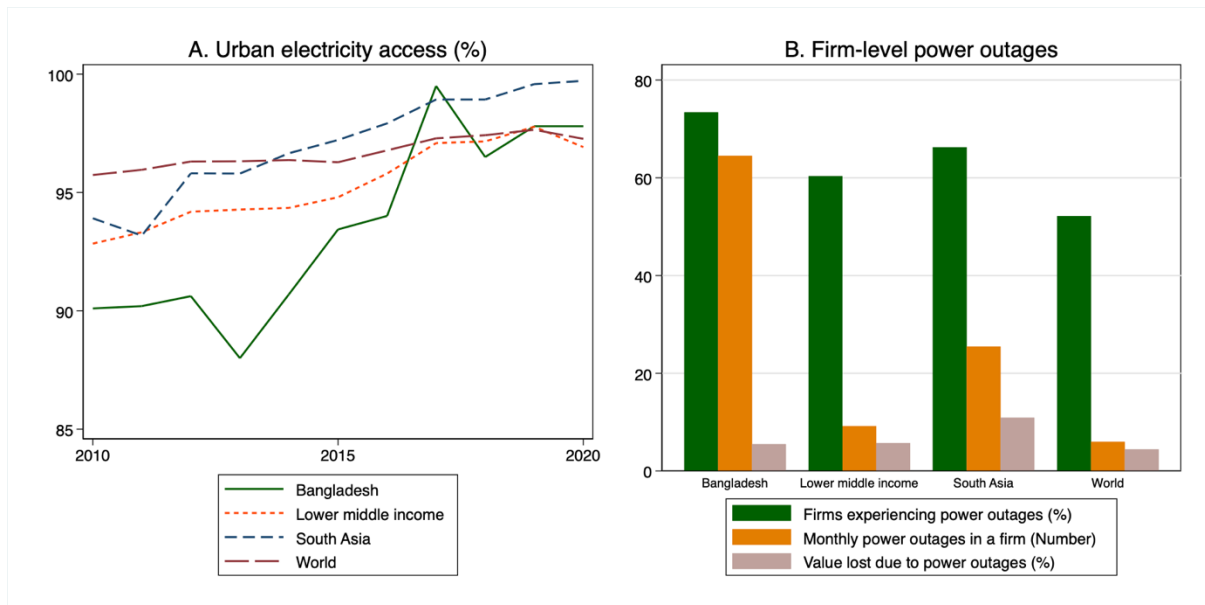 A. Urban electricity access (%)
100
95
90
85
2010
2015
2020
Bangladesh
Lower middle income
South Asia
World
B. Firm-level power outages
80
60
40
20
0
Bangladesh
Lower middle income
South Asia
World
Firms experiencing power outages (%)
Monthly power outages in a firm (Number)
Value lost due to power outages (%)